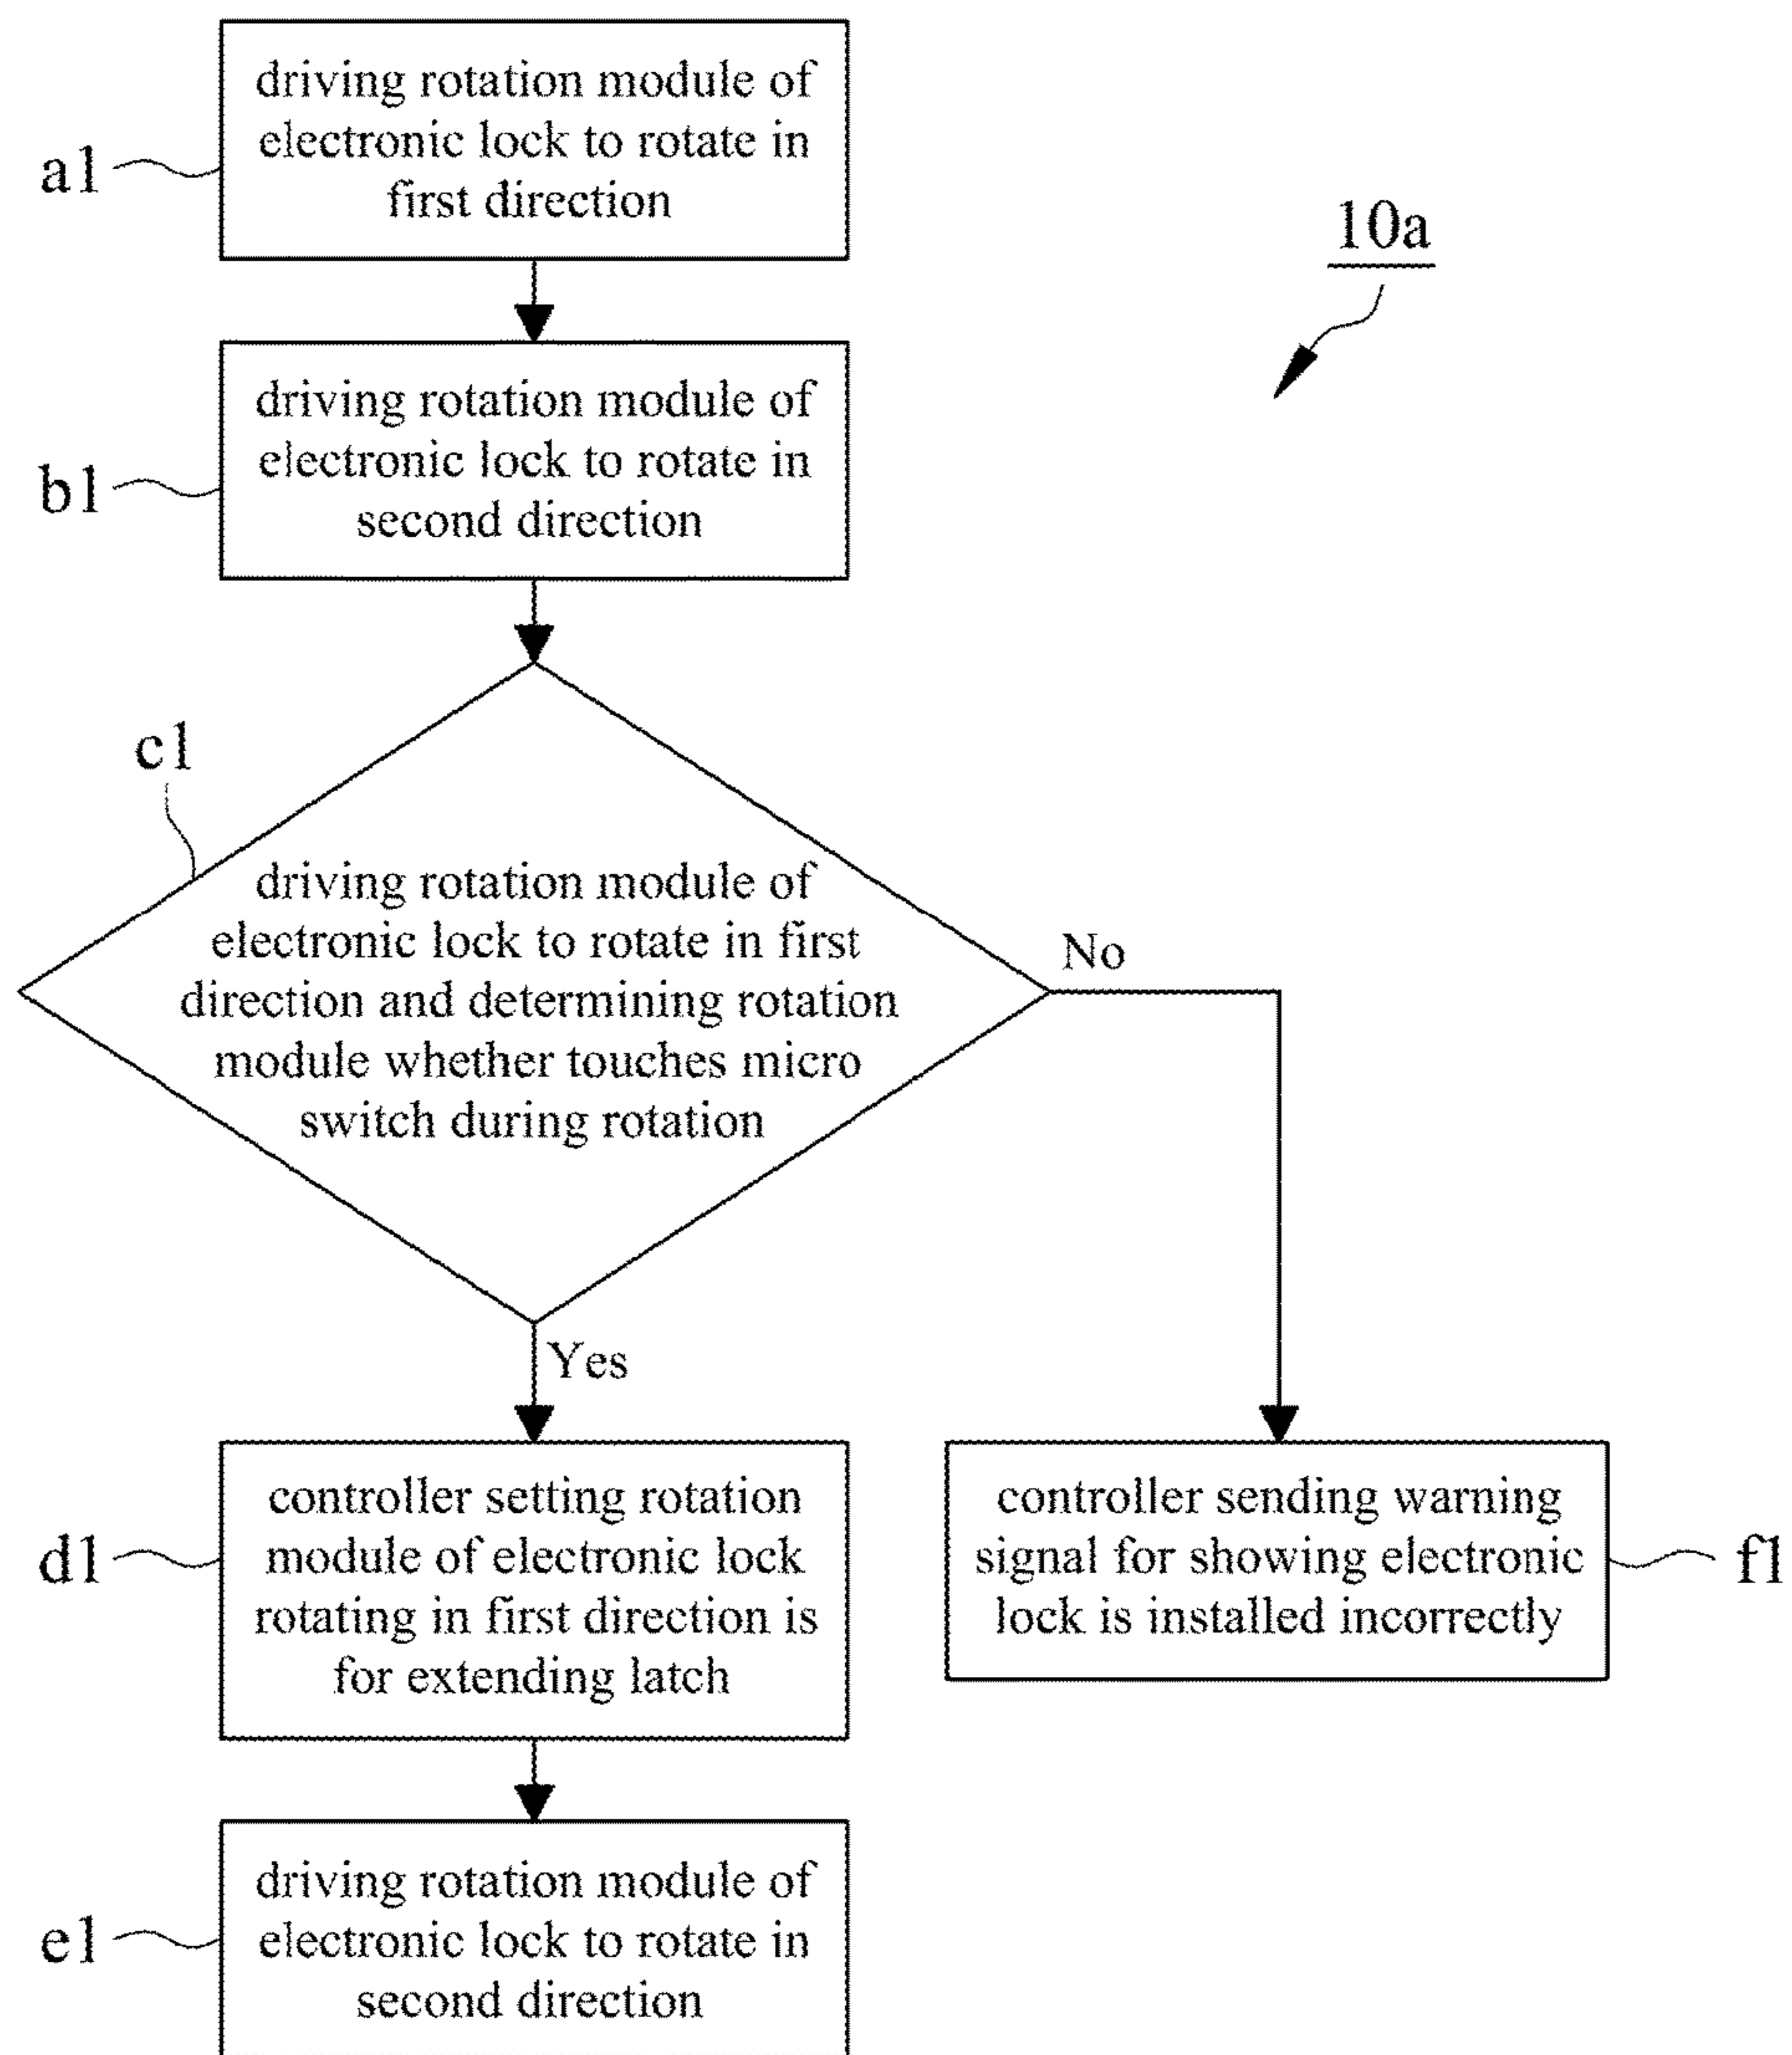 driving rotation module of
electronic lock to rotate in
first direction
a1
10a
driving rotation module of
electronic lock to rotate in
second direction
b1
c1
driving rotation module of
electronic lock to rotate in first
direction and determining rotation
module whether touches micro
switch during rotation
No
Yes
controller setting rotation
module of electronic lock
rotating in first direction is
for extending latch
d1
controller sending warning
signal for showing electronic
lock is installed incorrectly
f1
driving rotation module of
electronic lock to rotate in
second direction
e1